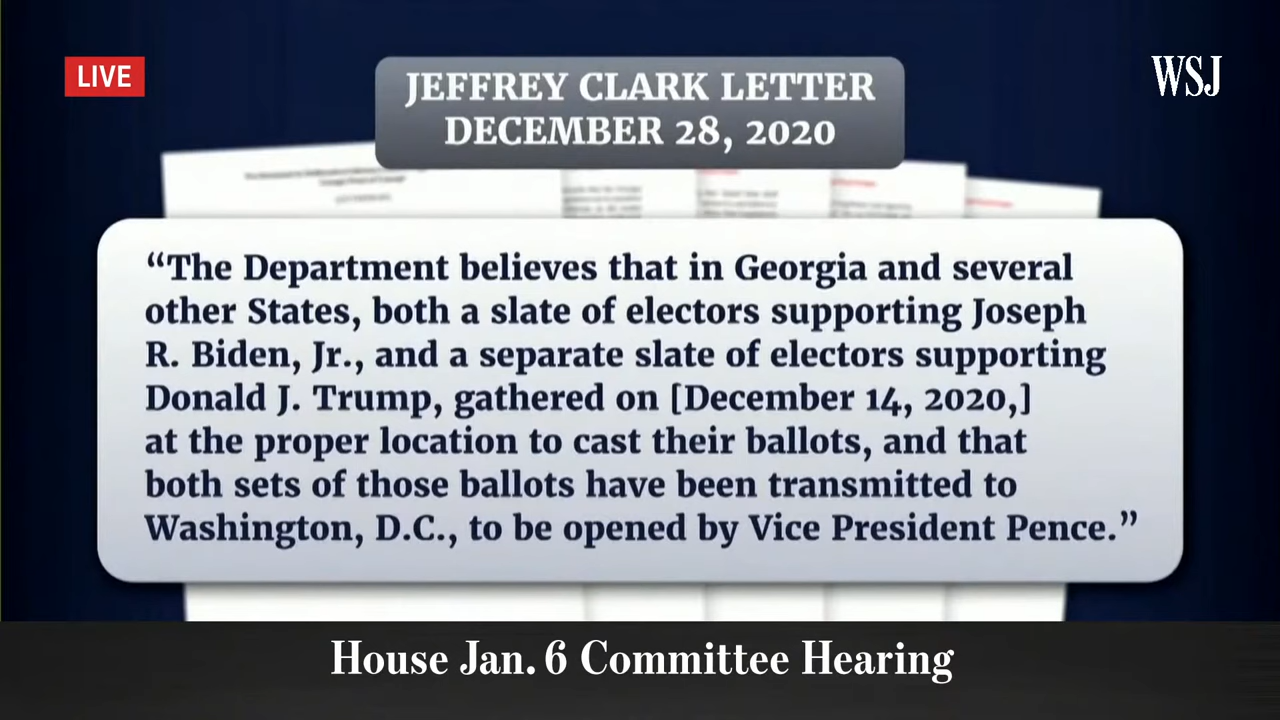 LIVE
WSJ
JEFFREY CLARK LETTER
DECEMBER 28, 2020
“The Department believes that in Georgia and several
other States, both a slate of electors supporting Joseph
R. Biden, Jr., and a separate slate of electors supporting
Donald J. Trump, gathered on [December 14, 2020,]
at the proper location to cast their ballots, and that
both sets of those ballots have been transmitted to
Washington, D.C., to be opened by Vice President Pence.”
House Jan. 6 Committee Hearing